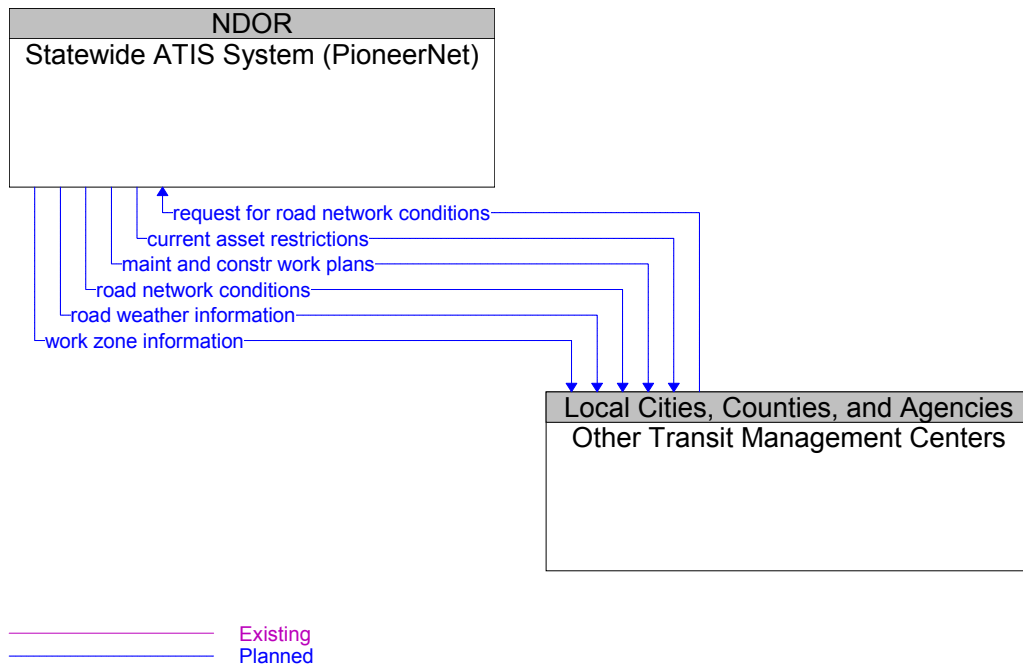 NDOR
Statewide ATIS System (PioneerNet)
request for road network conditions
current asset restrictions
maint and constr work plans
road network conditions
road weather information
work zone information
Local Cities, Counties, and Agencies
Other Transit Management Centers
Existing
Planned